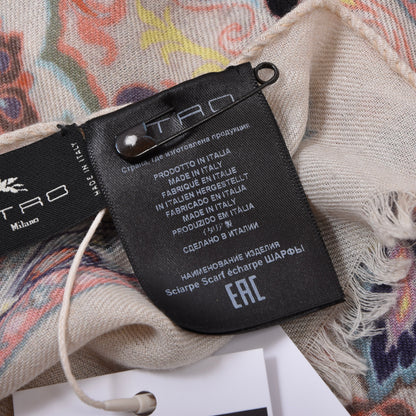 ETRO
Страна, где изготовлена продукция
PRODOTTO IN ITALIA
MADE IN ITALY
FABRIQUÉ EN ITALIE
IN ITALIEN HERGESTELLT
FABRICADO EN ITALIA
MADE IN ITALY
PRODUZIDO EM ITALIA
СДЕЛАНО В ИТАЛИИ
НАИМЕНОВАНИЕ ИЗДЕЛИЯ
Sciarpe Scarf écharpe ШАРФЫ
EAC
TRO
Milano
MADE IN ITALY